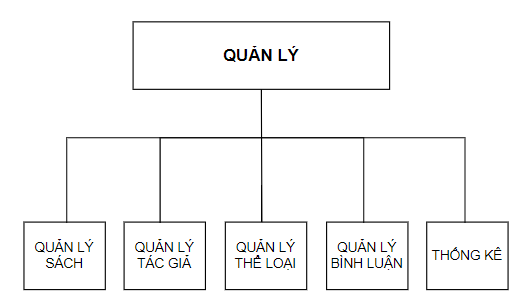 QUẢN LÝ
QUẢN LÝ
SÁCH
QUẢN LÝ
TÁC GIẢ
QUẢN LÝ
THỂ LOẠI
QUẢN LÝ
BÌNH LUẬN
THỐNG KÊ